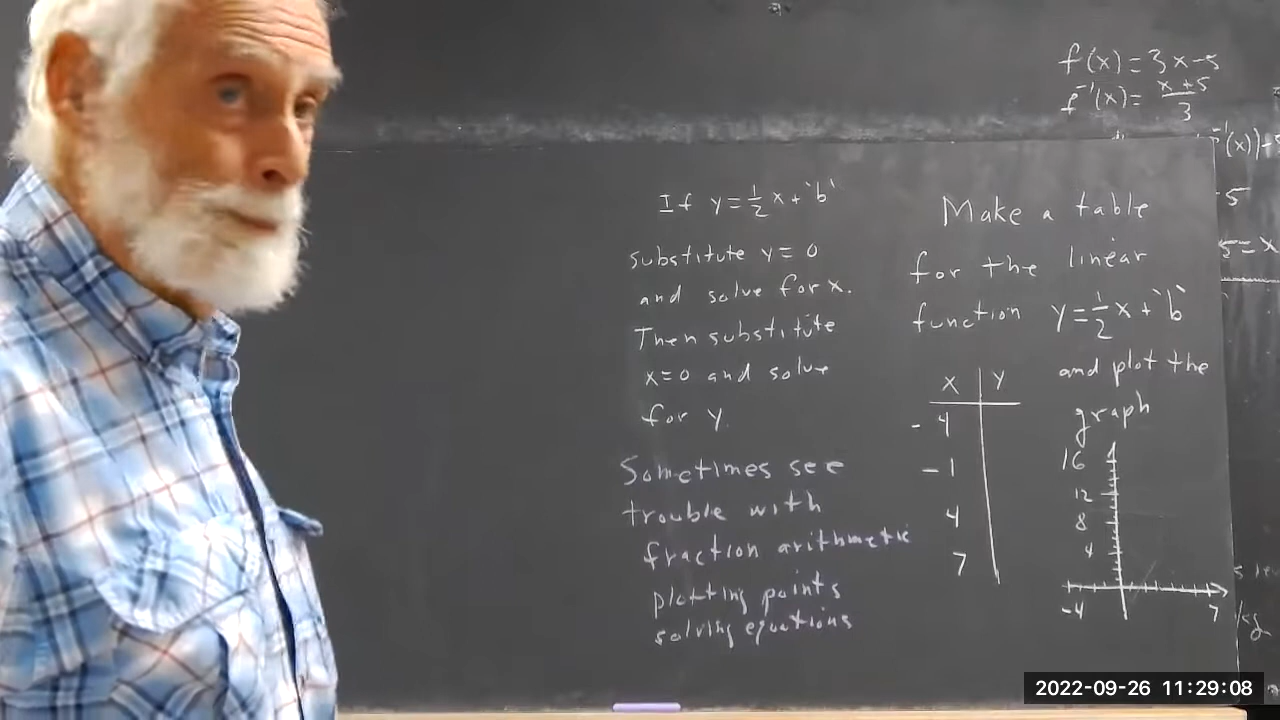 f(x)=3x-5
f⁻¹(x)=(x+5)/3
⁻¹(x))
-5
5=x
If y=1/2x+`b'
substitute y=0
and solve for x.
Then substitute
x=0 and solve
for y.
Sometimes see
trouble with
fraction arithmetic
plotting points
solving equations
Make a table
for the linear
function y=1/2x+`b`
and plot the
graph
x y
-4
-1
4
7
16
12
8
4
-4 7
2022-09-26 11:29:08